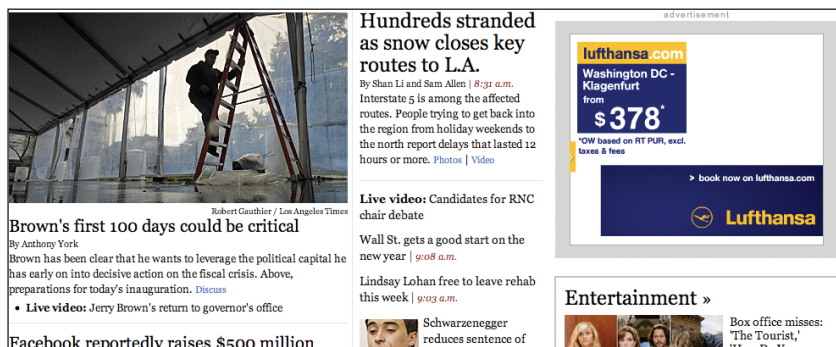 Robert Gauthier / Los Angeles Times
Brown's first 100 days could be critical
By Anthony York
Brown has been clear that he wants to leverage the political capital he
has early on into decisive action on the fiscal crisis. Above,
preparations for today's inauguration. Discuss
• Live video: Jerry Brown's return to governor's office
Facebook reportedly raises $500 million
Hundreds stranded
as snow closes key
routes to L.A.
By Shan Li and Sam Allen | 8:31 a.m.
Interstate 5 is among the affected
routes. People trying to get back into
the region from holiday weekends to
the north report delays that lasted 12
hours or more. Photos | Video
Live video: Candidates for RNC
chair debate
Wall St. gets a good start on the
new year | 9:08 a.m.
Lindsay Lohan free to leave rehab
this week | 9:03 a.m.
Schwarzenegger
reduces sentence of
advertisement
lufthansa.com
Washington DC -
Klagenfurt
from
$378*
*OW based on RT PUR, excl.
taxes & fees
> book now on lufthansa.com
Lufthansa
Entertainment »
Box office misses:
'The Tourist,'